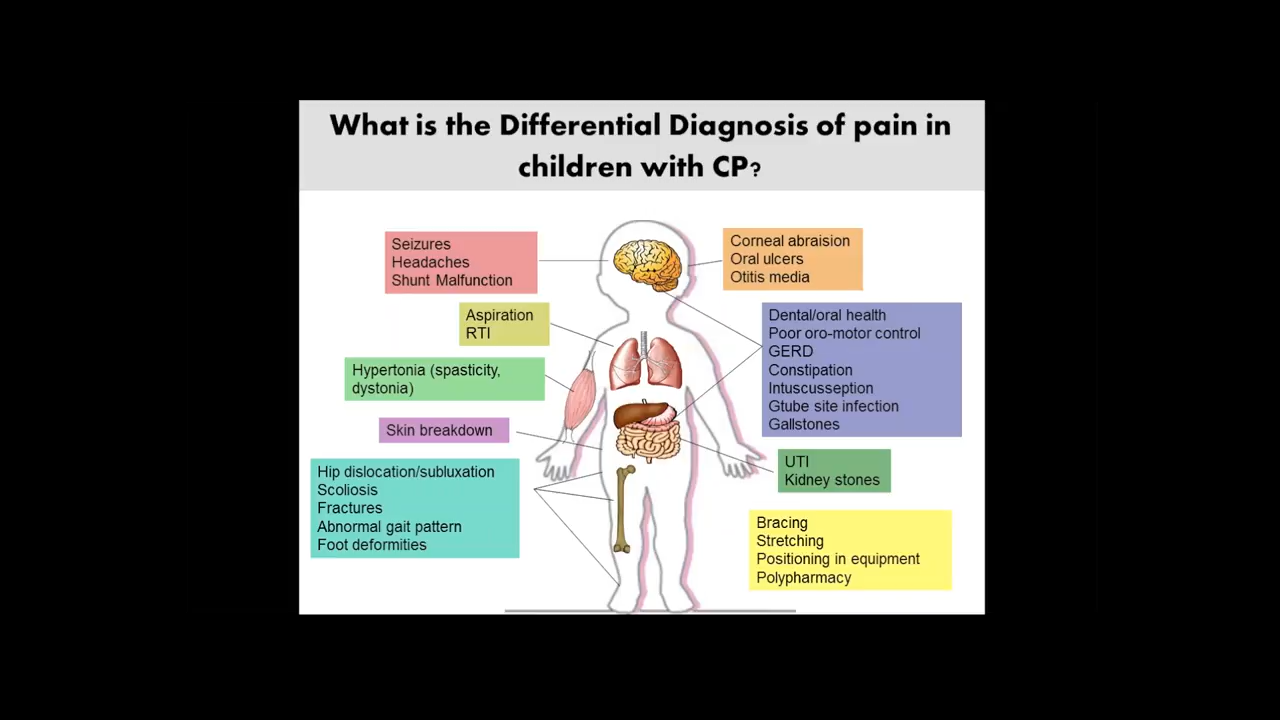 What is the Differential Diagnosis of pain in
children with CP?
Seizures
Headaches
Shunt Malfunction
Corneal abraision
Oral ulcers
Otitis media
Aspiration
RTI
Dental/oral health
Poor oro-motor control
GERD
Constipation
Intuscusseption
Gtube site infection
Gallstones
Hypertonia (spasticity,
dystonia)
Skin breakdown
UTI
Kidney stones
Hip dislocation/subluxation
Scoliosis
Fractures
Abnormal gait pattern
Foot deformities
Bracing
Stretching
Positioning in equipment
Polypharmacy